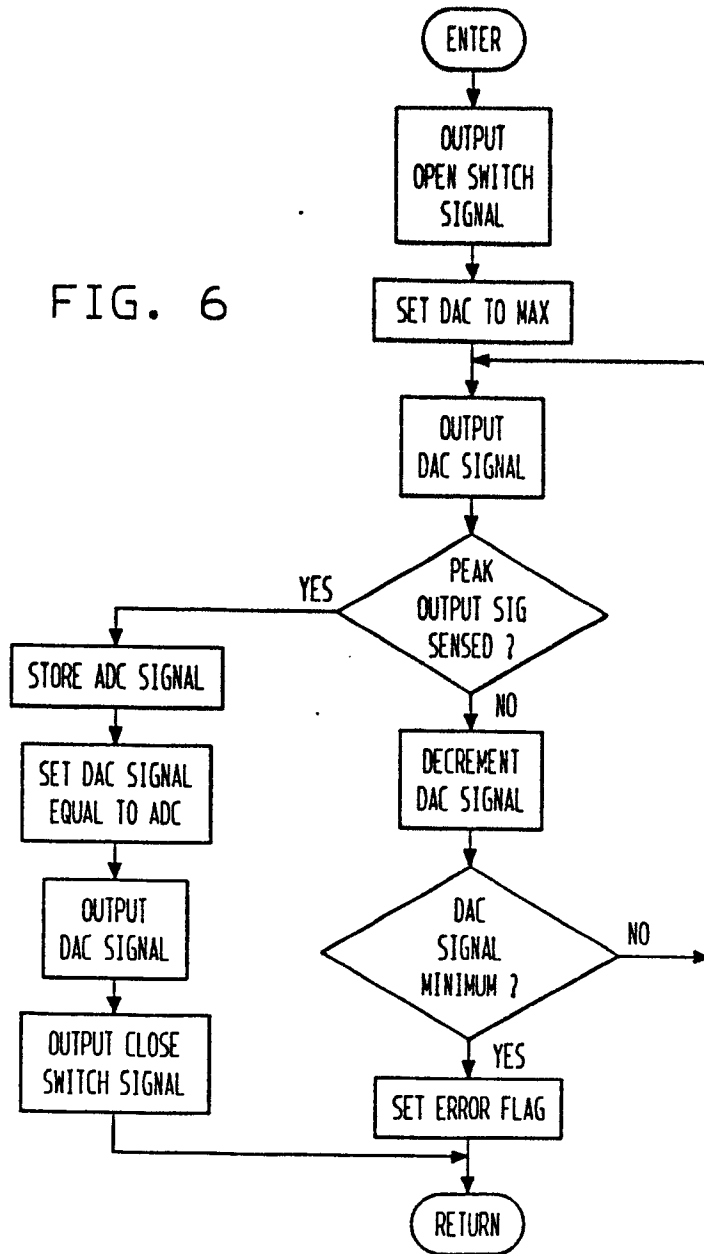 ENTER
OUTPUT
OPEN SWITCH
SIGNAL
FIG. 6
SET DAC TO MAX
OUTPUT
DAC SIGNAL
YES
PEAK
OUTPUT SIG
SENSED ?
NO
STORE ADC SIGNAL
SET DAC SIGNAL
EQUAL TO ADC
OUTPUT
DAC SIGNAL
OUTPUT CLOSE
SWITCH SIGNAL
DECREMENT
DAC SIGNAL
DAC
SIGNAL
MINIMUM ?
NO
YES
SET ERROR FLAG
RETURN